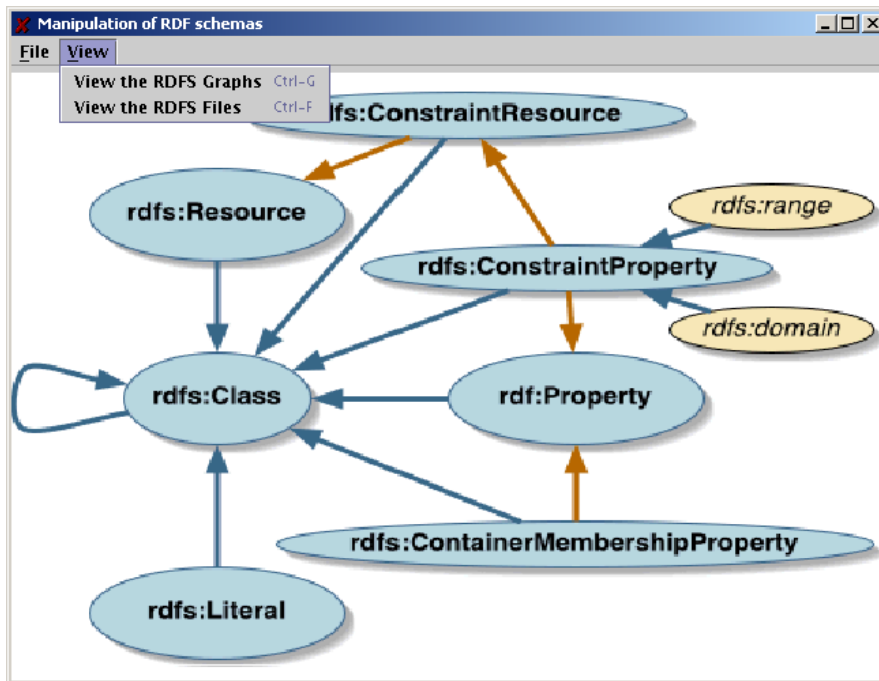 Manipulation of RDF schemas
File View
View the RDFS Graphs Ctrl-G
View the RDFS Files Ctrl-F
fs:ConstraintResource
rdfs:Resource
rdfs:range
rdfs:ConstraintProperty
rdfs:domain
rdfs:Class
rdf:Property
rdfs:ContainerMembershipProperty
rdfs:Literal